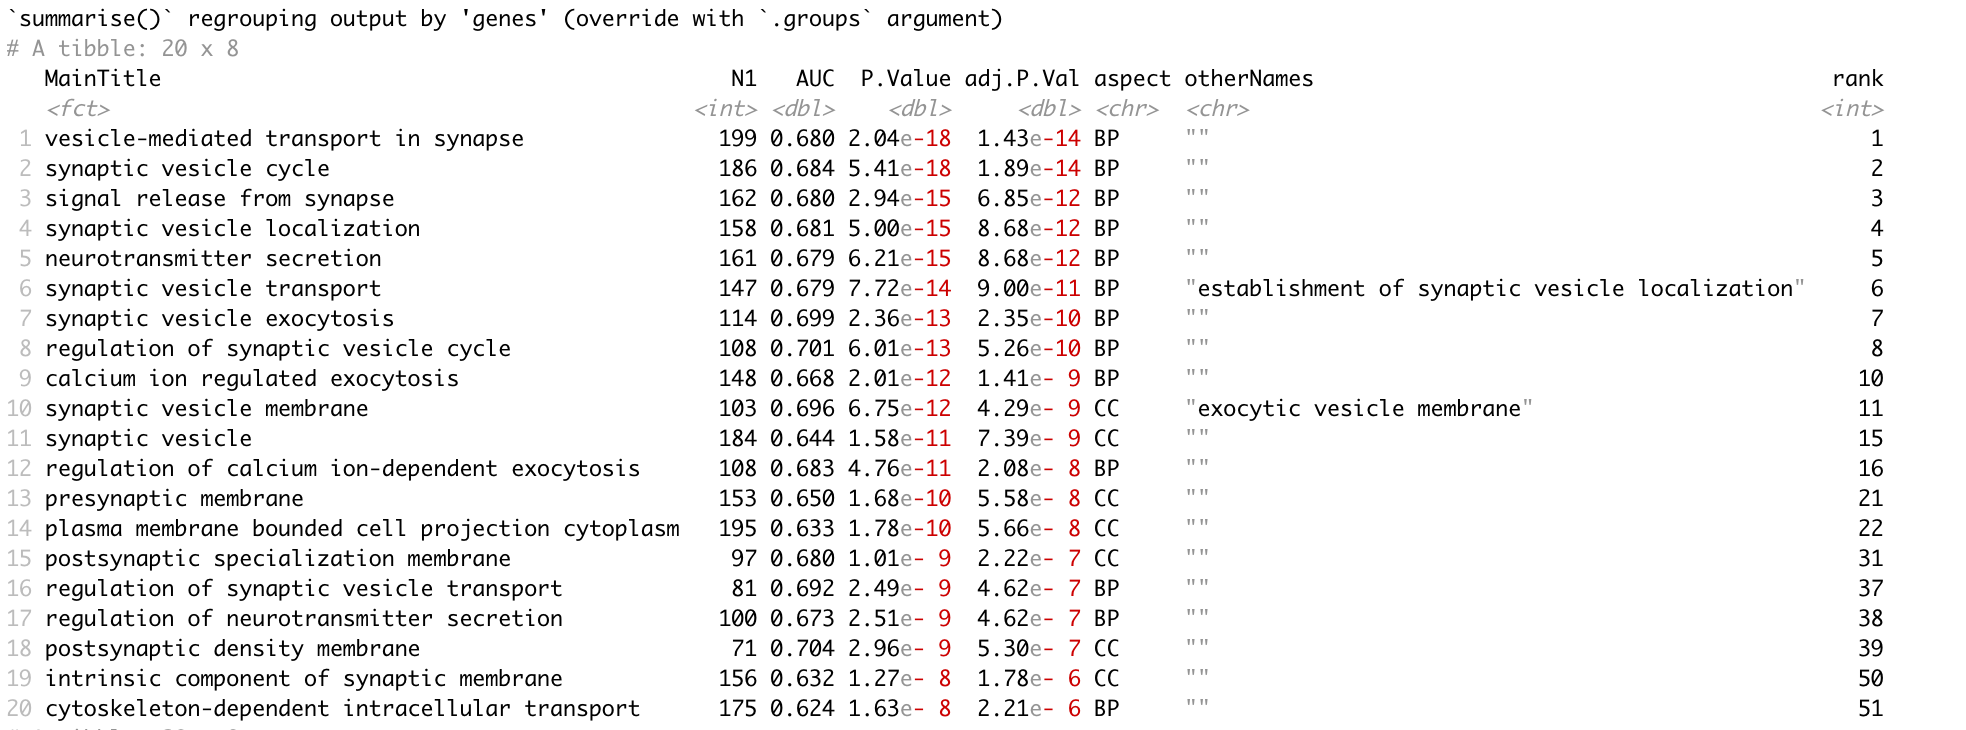 `summarise()` regrouping output by 'genes' (override with `.groups` argument)
# A tibble: 20 x 8
   MainTitle                                            N1   AUC  P.Value adj.P.Val aspect otherNames                                        rank
   <fct>                                             <int> <dbl>    <dbl>     <dbl> <chr>  <chr>                                            <int>
 1 vesicle-mediated transport in synapse               199 0.680 2.04e-18  1.43e-14 BP     ""                                                   1
 2 synaptic vesicle cycle                              186 0.684 5.41e-18  1.89e-14 BP     ""                                                   2
 3 signal release from synapse                         162 0.680 2.94e-15  6.85e-12 BP     ""                                                   3
 4 synaptic vesicle localization                       158 0.681 5.00e-15  8.68e-12 BP     ""                                                   4
 5 neurotransmitter secretion                          161 0.679 6.21e-15  8.68e-12 BP     ""                                                   5
 6 synaptic vesicle transport                          147 0.679 7.72e-14  9.00e-11 BP     "establishment of synaptic vesicle localization"     6
 7 synaptic vesicle exocytosis                         114 0.699 2.36e-13  2.35e-10 BP     ""                                                   7
 8 regulation of synaptic vesicle cycle                108 0.701 6.01e-13  5.26e-10 BP     ""                                                   8
 9 calcium ion regulated exocytosis                    148 0.668 2.01e-12  1.41e- 9 BP     ""                                                  10
10 synaptic vesicle membrane                           103 0.696 6.75e-12  4.29e- 9 CC     "exocytic vesicle membrane"                         11
11 synaptic vesicle                                    184 0.644 1.58e-11  7.39e- 9 CC     ""                                                  15
12 regulation of calcium ion-dependent exocytosis      108 0.683 4.76e-11  2.08e- 8 BP     ""                                                  16
13 presynaptic membrane                                153 0.650 1.68e-10  5.58e- 8 CC     ""                                                  21
14 plasma membrane bounded cell projection cytoplasm   195 0.633 1.78e-10  5.66e- 8 CC     ""                                                  22
15 postsynaptic specialization membrane                 97 0.680 1.01e- 9  2.22e- 7 CC     ""                                                  31
16 regulation of synaptic vesicle transport             81 0.692 2.49e- 9  4.62e- 7 BP     ""                                                  37
17 regulation of neurotransmitter secretion            100 0.673 2.51e- 9  4.62e- 7 BP     ""                                                  38
18 postsynaptic density membrane                        71 0.704 2.96e- 9  5.30e- 7 CC     ""                                                  39
19 intrinsic component of synaptic membrane            156 0.632 1.27e- 8  1.78e- 6 CC     ""                                                  50
20 cytoskeleton-dependent intracellular transport      175 0.624 1.63e- 8  2.21e- 6 BP     ""                                                  51